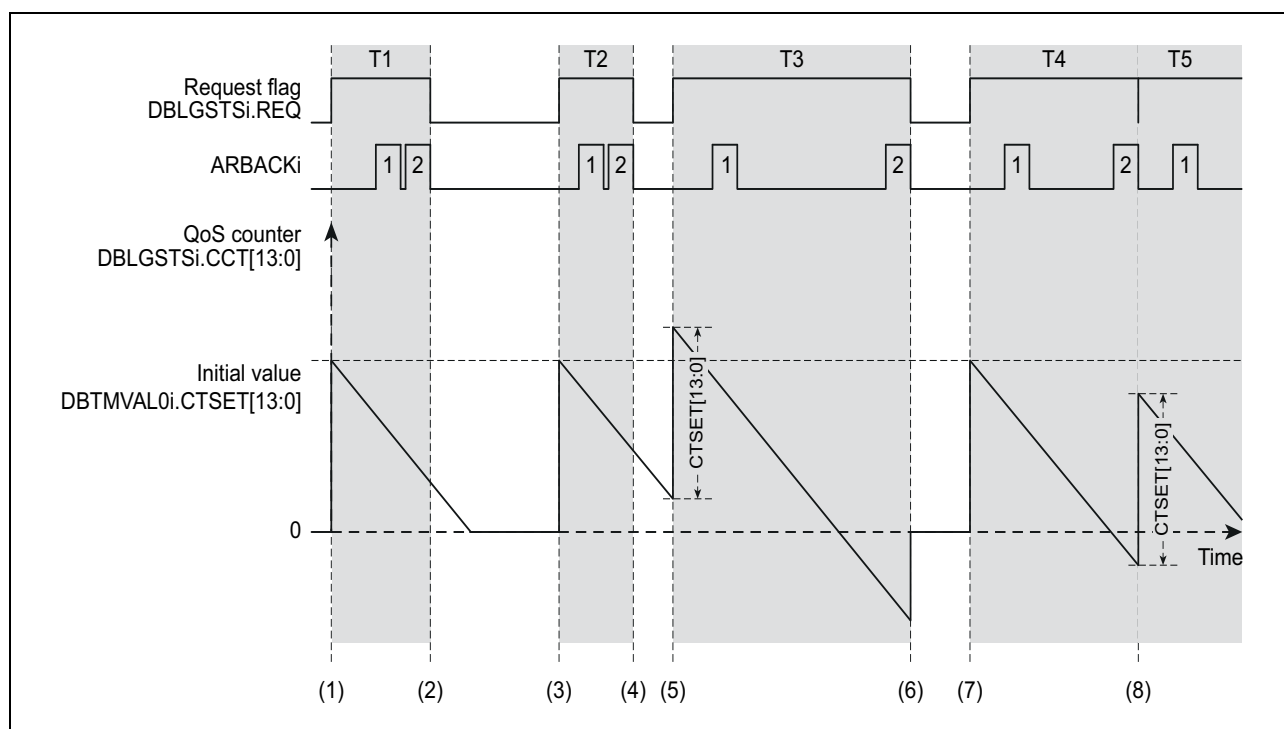 T1 T2 T3 T4 T5
Request flag
DBLGSTSi.REQ
ARBACKi
1 2 1 2 1 2 1 2 1
QoS counter
DBLGSTSi.CCT[13:0]
Initial value
DBTMVAL0i.CTSET[13:0]
CTSET[13:0]
CTSET[13:0]
0
Time
(1) (2) (3) (4) (5) (6) (7) (8)